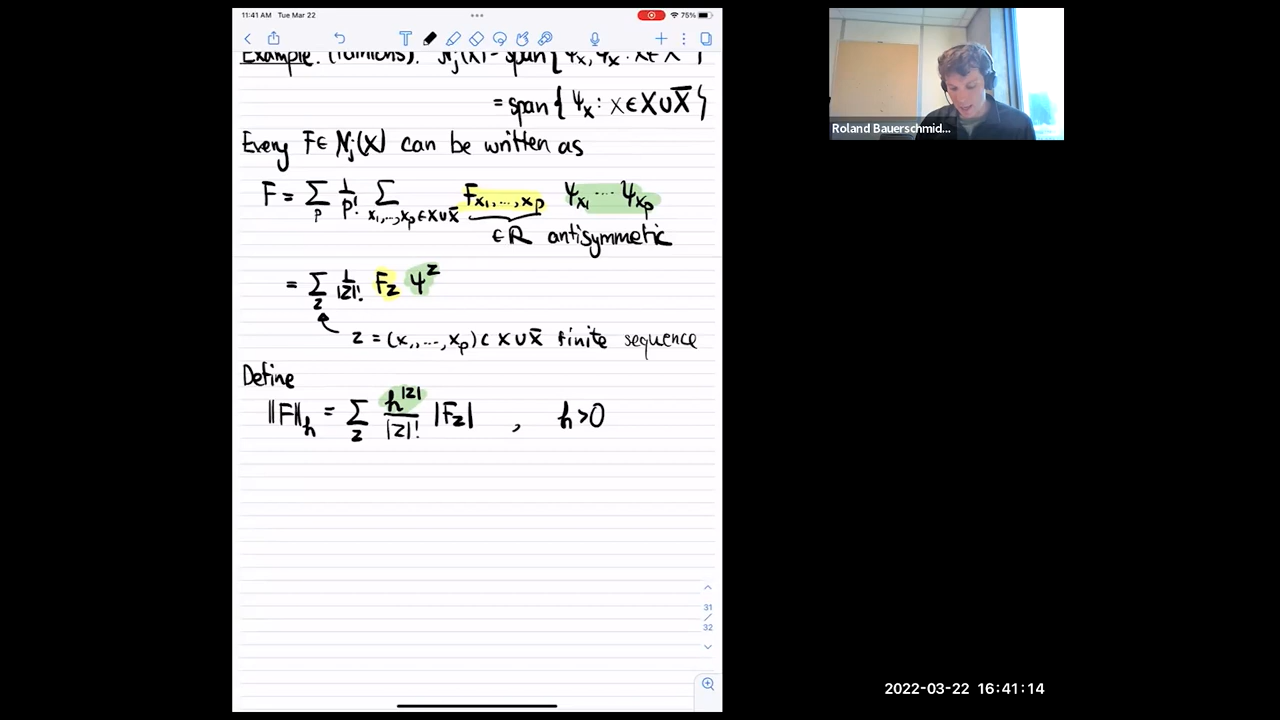 11:41 AM Tue Mar 22
75%
Example. (Fermions). N_j(X) = span{ψ_x, ψ_x̄ : x ∈ X}
= span{ψ_x : x ∈ X ∪ X̄}
Every F ∈ N_j(X) can be written as
F = Σ_p 1/p! Σ_{x_1,…,x_p ∈ X∪X̄} F_{x_1,…,x_p} ψ_{x_1} … ψ_{x_p}
∈ ℝ antisymmetric
= Σ_z 1/|z|! F_z ψ^z
z = (x_1,…,x_p) ⊂ X ∪ X̄ finite sequence
Define
‖F‖_h = Σ_z h^{|z|}/|z|! |F_z| , h>0
31
/
32
Roland Bauerschmid...
2022-03-22 16:41:14